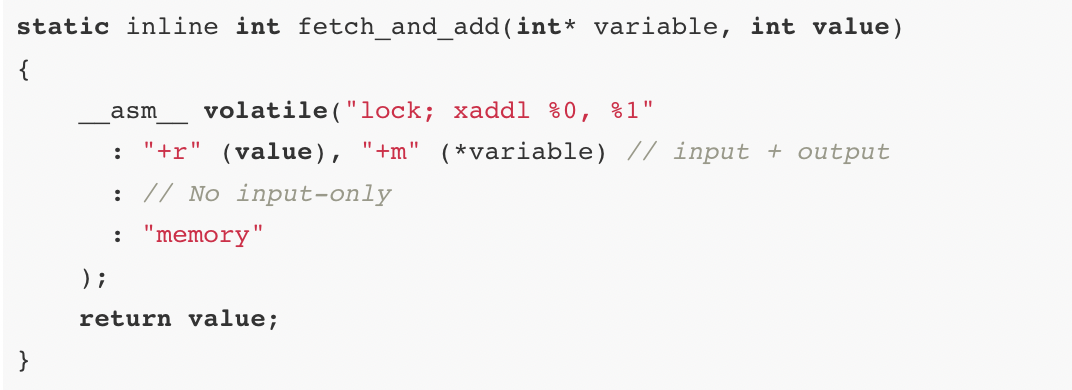 static inline int fetch_and_add(int* variable, int value)
{
    __asm__ volatile("lock; xaddl %0, %1"
      : "+r" (value), "+m" (*variable) // input + output
      : // No input-only
      : "memory"
    );
    return value;
}